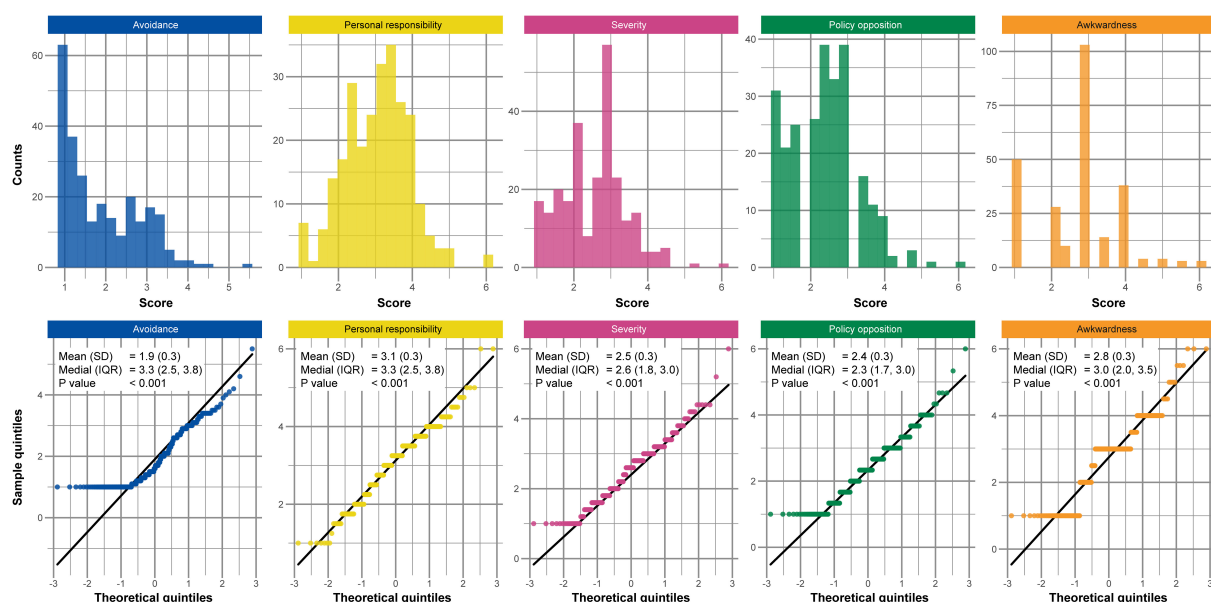 Avoidance
Personal responsibility
Severity
Policy opposition
Awkwardness
Counts
60
40
20
0
1 2 3 4 5
Score
30
20
10
0
2 4 6
Score
40
20
0
2 4 6
Score
40
30
20
10
0
2 4 6
Score
100
75
50
25
0
2 4 6
Score
Avoidance
Personal responsibility
Severity
Policy opposition
Awkwardness
Sample quintiles
Mean (SD) = 1.9 (0.3)
Medial (IQR) = 3.3 (2.5, 3.8)
P value < 0.001
4
2
0
-3 -2 -1 0 1 2 3
Theoretical quintiles
Mean (SD) = 3.1 (0.3)
Medial (IQR) = 3.3 (2.5, 3.8)
P value < 0.001
6
4
2
-3 -2 -1 0 1 2 3
Theoretical quintiles
Mean (SD) = 2.5 (0.3)
Medial (IQR) = 2.6 (1.8, 3.0)
P value < 0.001
6
4
2
0
-3 -2 -1 0 1 2 3
Theoretical quintiles
Mean (SD) = 2.4 (0.3)
Medial (IQR) = 2.3 (1.7, 3.0)
P value < 0.001
6
4
2
0
-3 -2 -1 0 1 2 3
Theoretical quintiles
Mean (SD) = 2.8 (0.3)
Medial (IQR) = 3.0 (2.0, 3.5)
P value < 0.001
6
4
2
0
-3 -2 -1 0 1 2 3
Theoretical quintiles